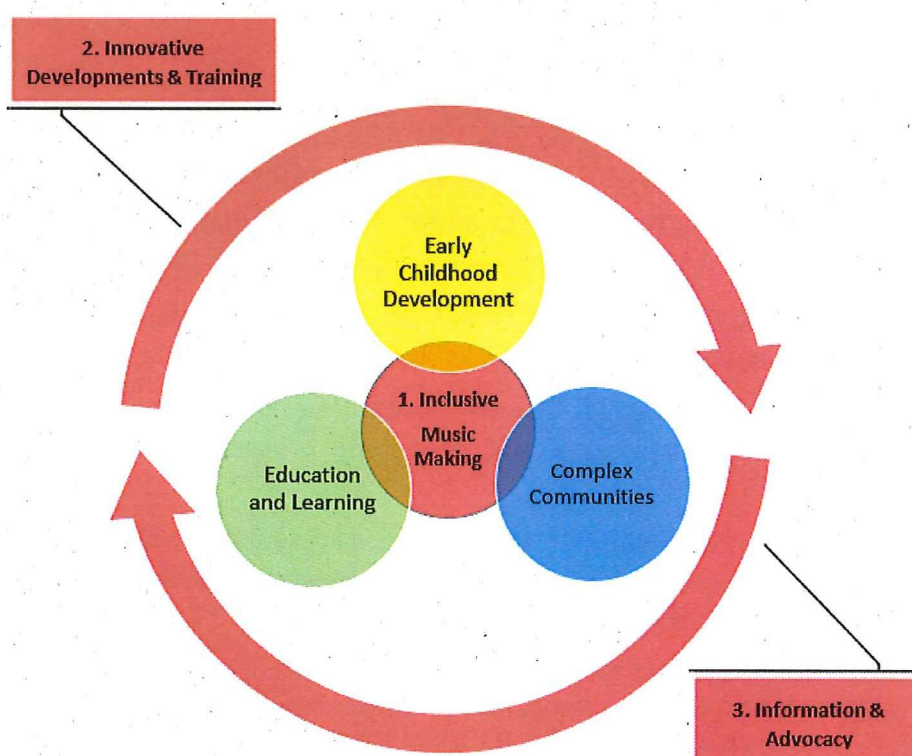 2. Innovative
Developments & Training
Early
Childhood
Development
1. Inclusive
Music
Making
Education
and Learning
Complex
Communities
3. Information &
Advocacy